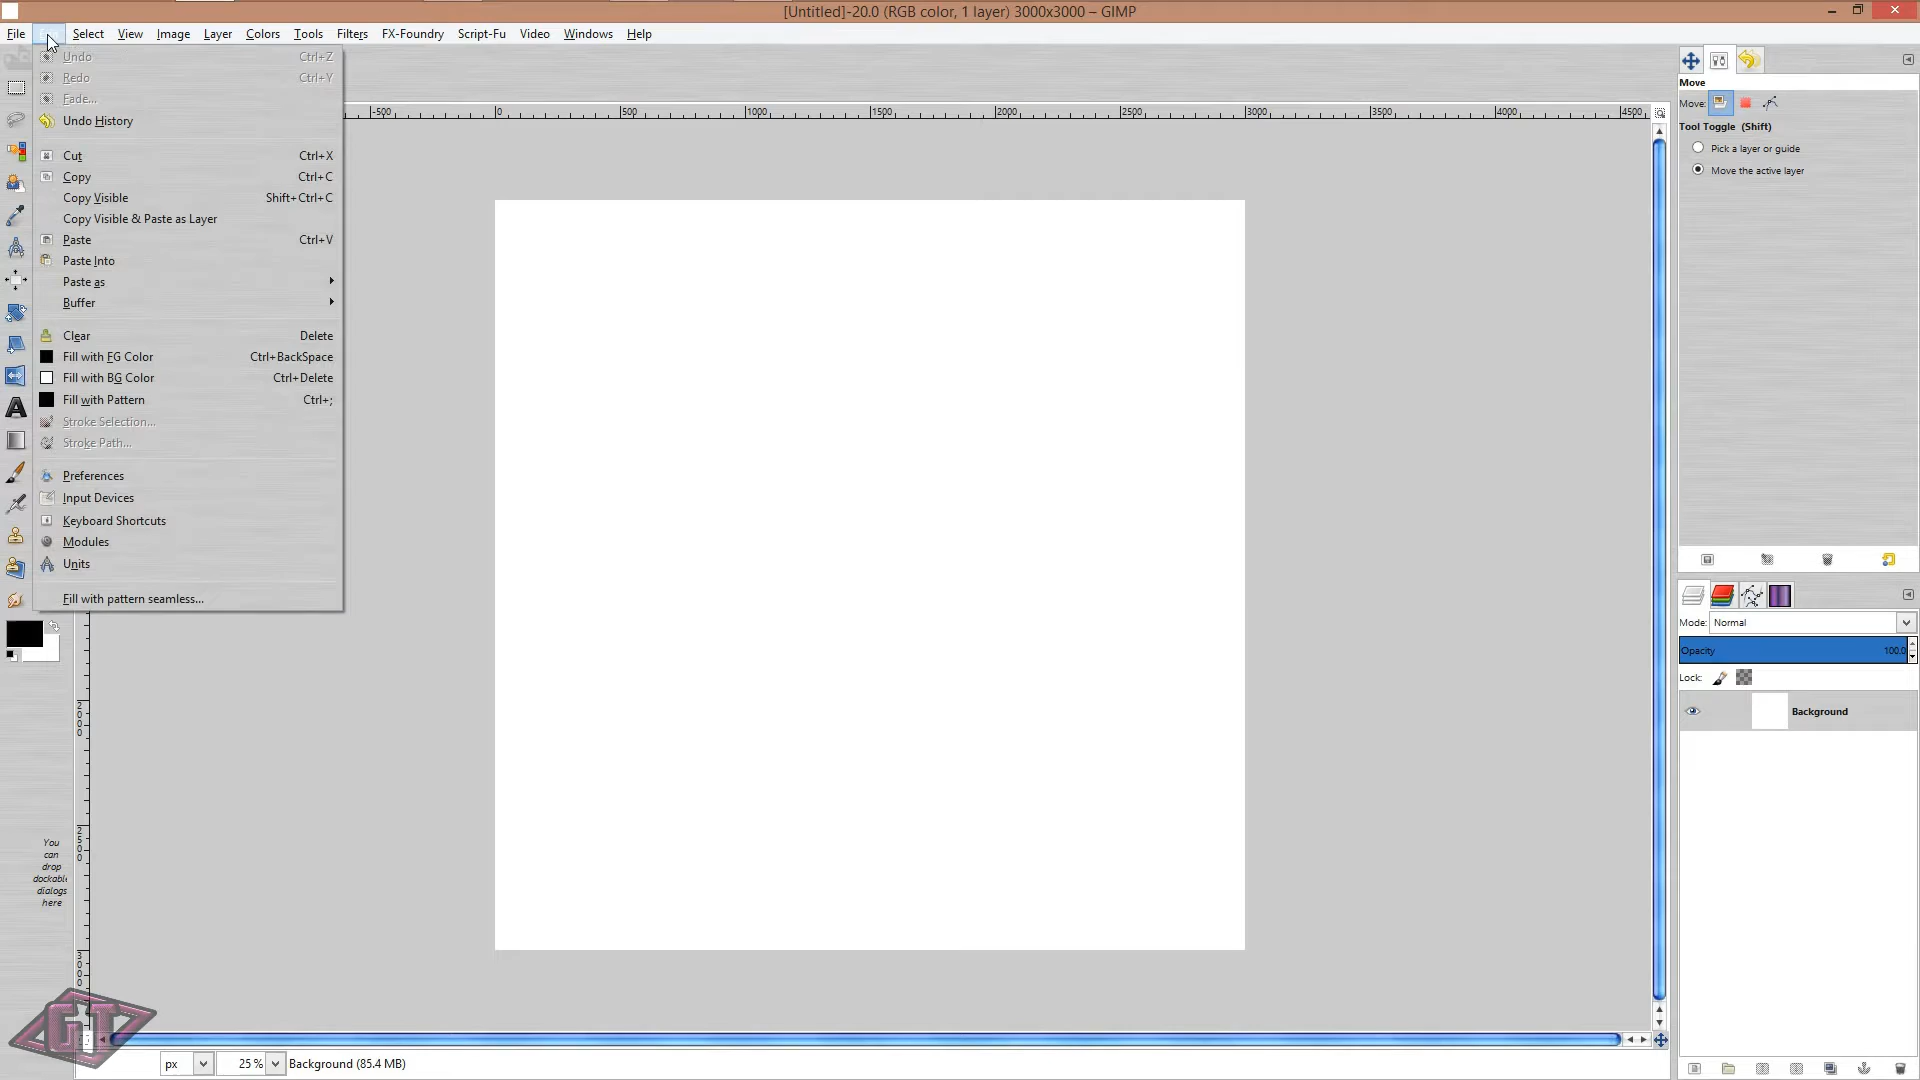 [Untitled]-20.0 (RGB color, 1 layer) 3000x3000 – GIMP
File Select View Image Layer Colors Tools Filters FX-Foundry Script-Fu Video Windows Help
Undo Ctrl+Z
Redo Ctrl+Y
Fade...
Undo History
Cut Ctrl+X
Copy Ctrl+C
Copy Visible Shift+Ctrl+C
Copy Visible & Paste as Layer
Paste Ctrl+V
Paste Into
Paste as
Buffer
Clear Delete
Fill with FG Color Ctrl+BackSpace
Fill with BG Color Ctrl+Delete
Fill with Pattern Ctrl+;
Stroke Selection...
Stroke Path...
Preferences
Input Devices
Keyboard Shortcuts
Modules
Units
Fill with pattern seamless...
-500 0 500 1000 1500 2000 2500 3000 3500 4000 4500
2000
2500
3000
You
can
drop
dockable
dialogs
here
GT
px 25 % Background (85.4 MB)
Move
Move:
Tool Toggle (Shift)
Pick a layer or guide
Move the active layer
Mode: Normal
Opacity 100.0
Lock:
Background